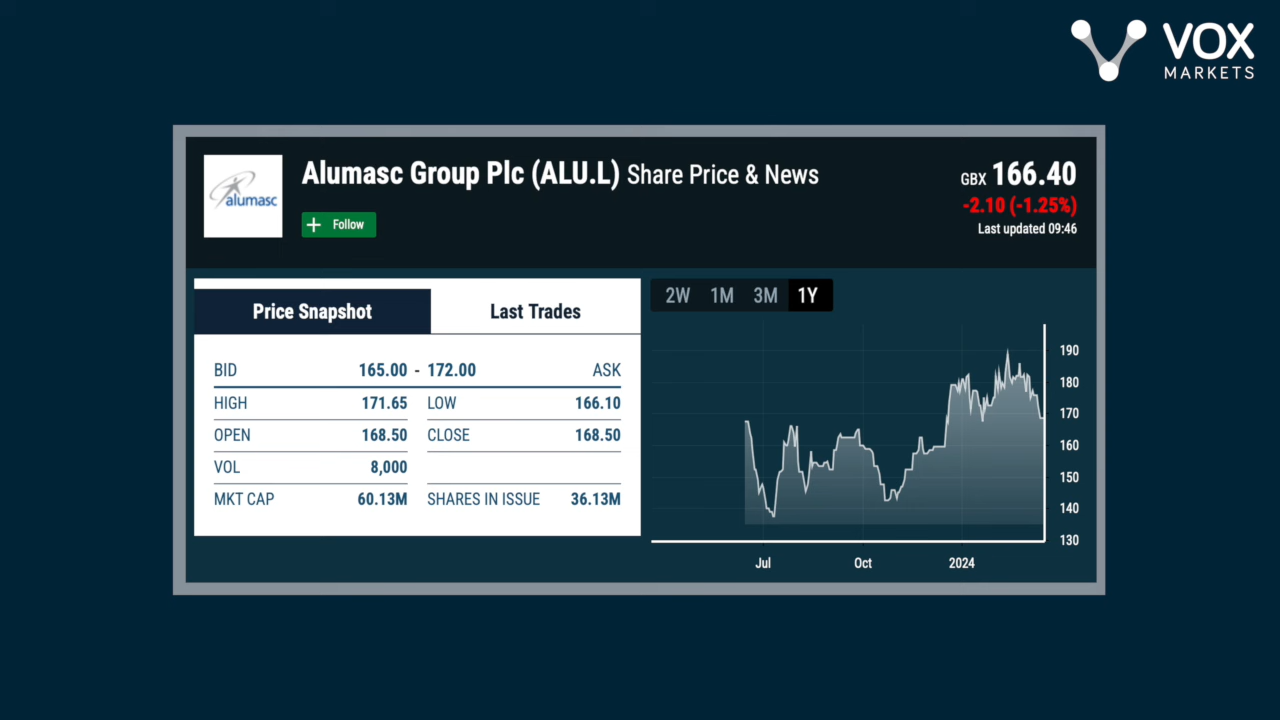 VOX
MARKETS
alumasc
Alumasc Group Plc (ALU.L) Share Price & News
+ Follow
GBX 166.40
-2.10 (-1.25%)
Last updated 09:46
Price Snapshot
Last Trades
BID 165.00 - 172.00 ASK
HIGH 171.65 LOW 166.10
OPEN 168.50 CLOSE 168.50
VOL 8,000
MKT CAP 60.13M SHARES IN ISSUE 36.13M
2W 1M 3M 1Y
190
180
170
160
150
140
130
Jul Oct 2024